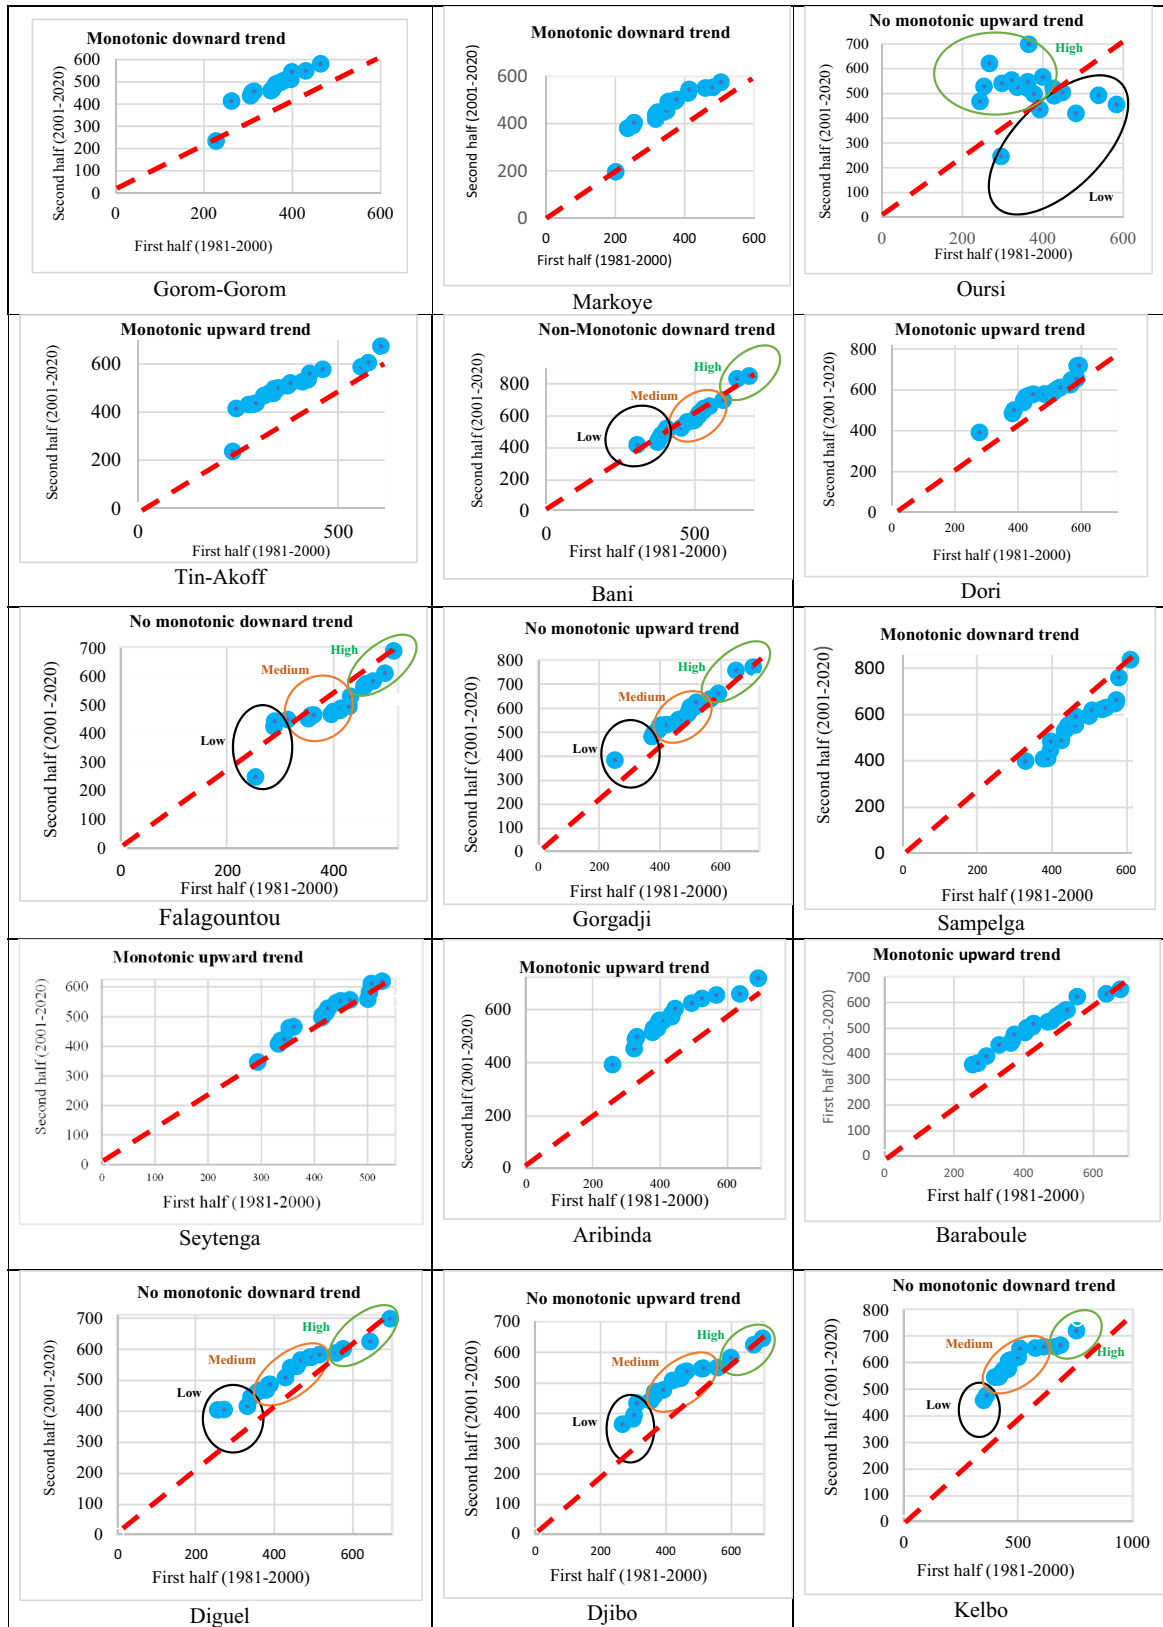 Monotonic downard trend
Second half (2001-2020)
600
500
400
300
200
100
0
0
200
400
600
First half (1981-2000)
Gorom-Gorom
Monotonic downard trend
Second half (2001-2020)
600
400
200
0
0
200
400
600
First half (1981-2000)
Markoye
No monotonic upward trend
Second half (2001-2020)
700
600
500
400
300
200
100
0
High
Low
0
200
400
600
First half (1981-2000)
Oursi
Monotonic upward trend
Second half (2001-2020)
600
400
200
0
0
500
First half (1981-2000)
Tin-Akoff
Non-Monotonic downard trend
Second half (2001-2020)
800
600
400
200
0
High
Medium
Low
0
500
First half (1981-2000)
Bani
Monotonic upward trend
Second half (2001-2020)
800
600
400
200
0
0
200
400
600
First half (1981-2000)
Dori
No monotonic downard trend
Second half (2001-2020)
700
600
500
400
300
200
100
0
High
Medium
Low
0
200
400
First half (1981-2000)
Falagountou
No monotonic upward trend
Second half (2001-2020)
800
700
600
500
400
300
200
100
0
High
Medium
Low
0
200
400
600
First half (1981-2000)
Gorgadji
Monotonic downard trend
Second half (2001-2020)
800
600
400
200
0
0
200
400
600
First half (1981-2000
Sampelga
Monotonic upward trend
Second half (2001-2020)
600
500
400
300
200
100
0
0
100
200
300
400
500
First half (1981-2000)
Seytenga
Monotonic upward trend
Second half (2001-2020)
600
400
200
0
0
200
400
600
First half (1981-2000)
Aribinda
Monotonic upward trend
First half (2001-2020)
700
600
500
400
300
200
100
0
0
200
400
600
First half (1981-2000)
Baraboule
No monotonic downard trend
Second half (2001-2020)
700
600
500
400
300
200
100
0
High
Medium
Low
0
200
400
600
First half (1981-2000)
Diguel
No monotonic upward trend
Second half (2001-2020)
700
600
500
400
300
200
100
0
High
Medium
Low
0
200
400
600
First half (1981-2000)
Djibo
No monotonic downard trend
Second half (2001-2020)
800
700
600
500
400
300
200
100
0
Medium
High
Low
0
500
1000
First half (1981-2000)
Kelbo